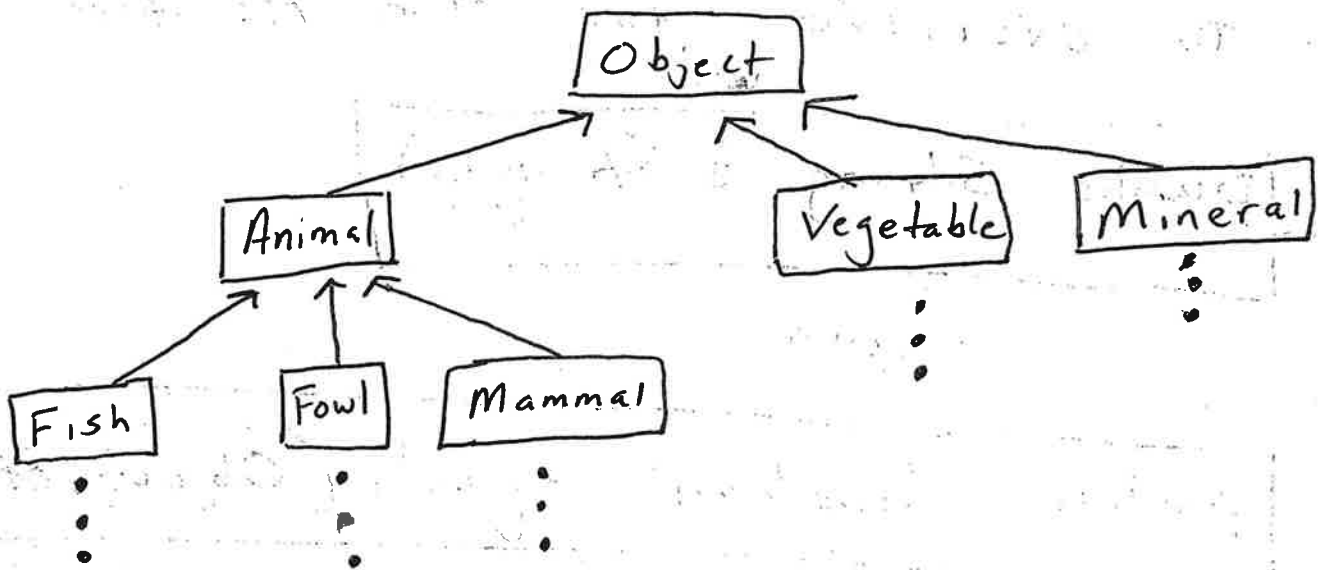 Object
Animal
Vegetable
Mineral
Fish
Fowl
Mammal